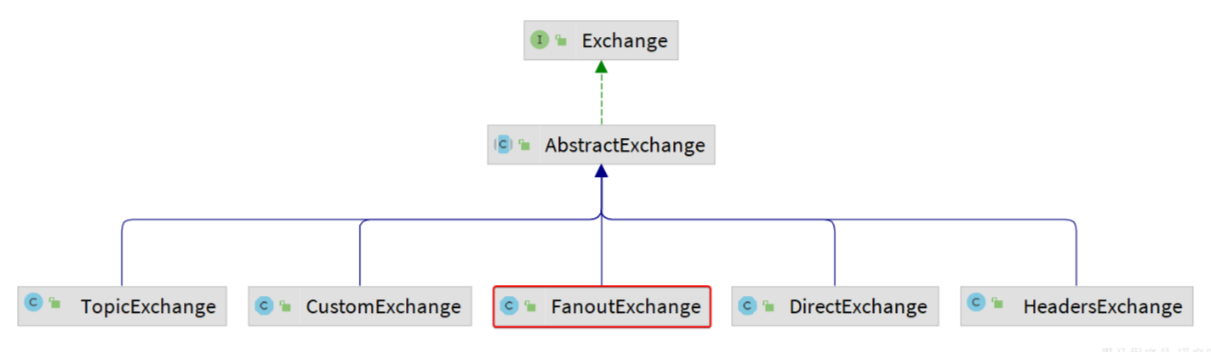 Exchange
AbstractExchange
TopicExchange
CustomExchange
FanoutExchange
DirectExchange
HeadersExchange